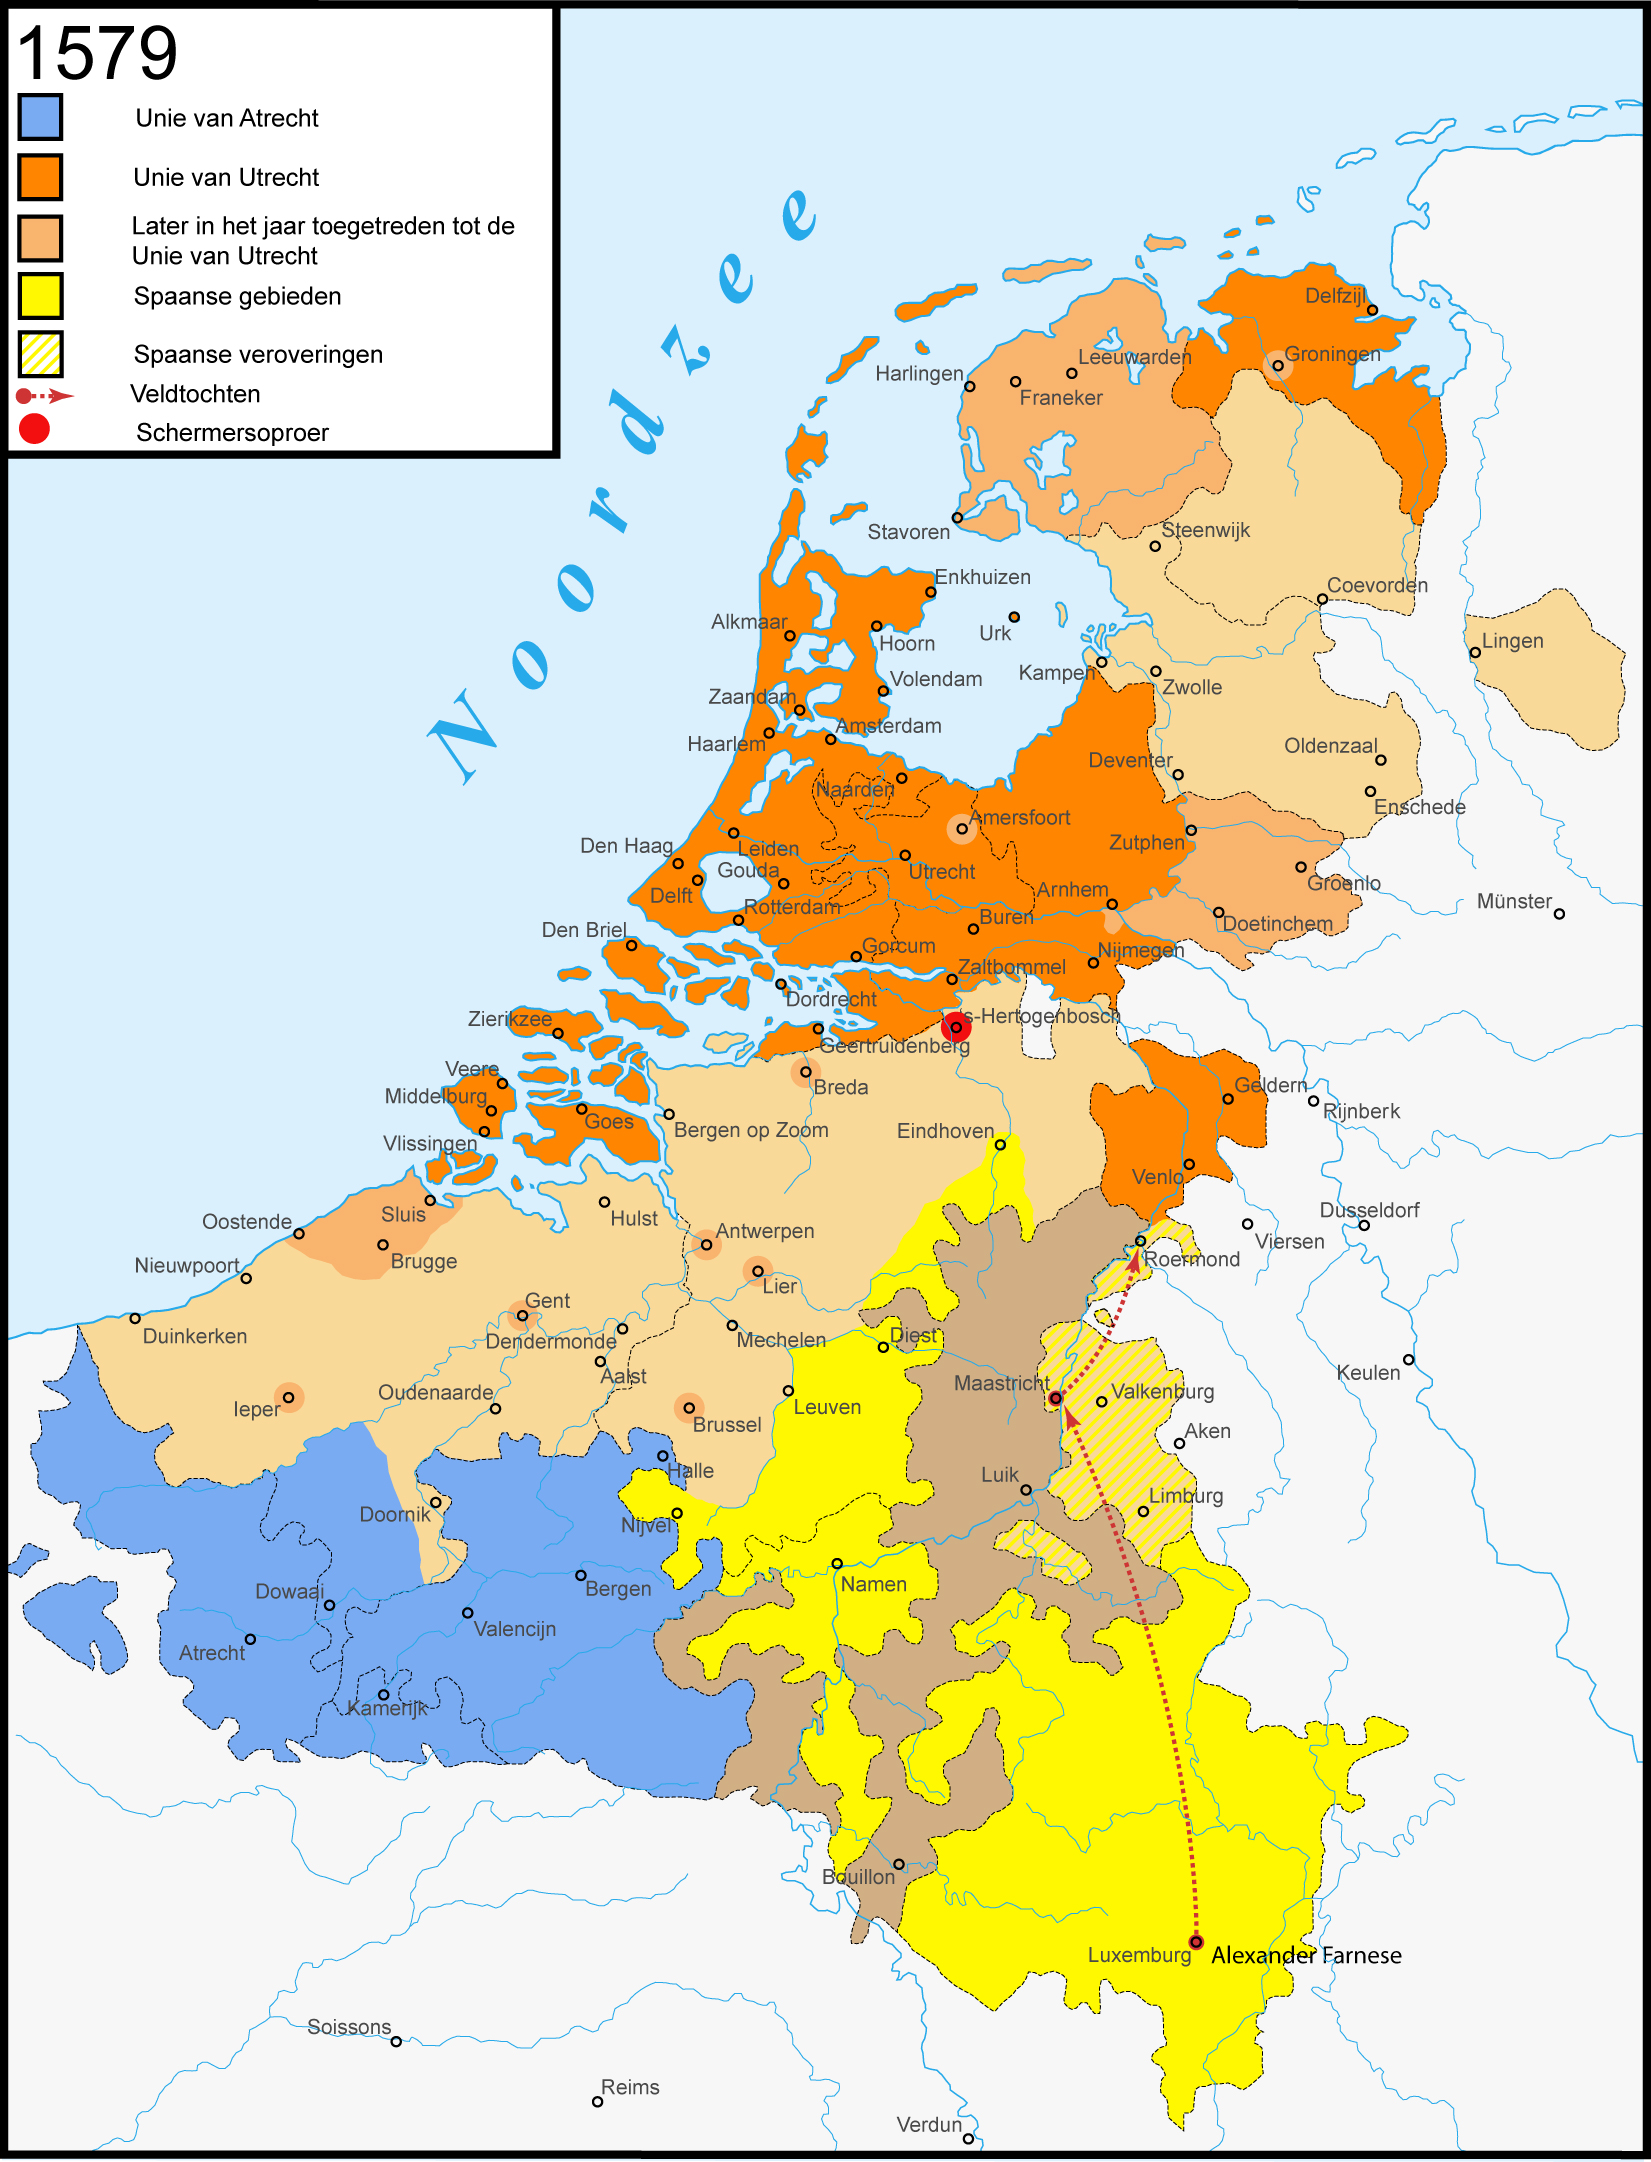 1579
Unie van Atrecht
Unie van Utrecht
Later in het jaar toegetreden tot de
Unie van Utrecht
Spaanse gebieden
Spaanse veroveringen
Veldtochten
Schermersoproer
Noordzee
Delfzijl
Groningen
Leeuwarden
Harlingen
Franeker
Stavoren
Steenwijk
Enkhuizen
Coevorden
Alkmaar
Urk
Hoorn
Lingen
Kampen
Volendam
Zwolle
Zaandam
Amsterdam
Haarlem
Oldenzaal
Deventer
Naarden
Enschede
Amersfoort
Den Haag
Leiden
Zutphen
Gouda
Utrecht
Groenlo
Delft
Arnhem
Münster
Rotterdam
Buren
Doetinchem
Den Briel
Gorcum
Nijmegen
Zaltbommel
Dordrecht
s-Hertogenbosch
Zierikzee
Geertruidenberg
Veere
Breda
Geldern
Middelburg
Rijnberk
Goes
Bergen op Zoom
Eindhoven
Vlissingen
Venlo
Sluis
Hulst
Dusseldorf
Oostende
Antwerpen
Viersen
Brugge
Roermond
Nieuwpoort
Lier
Gent
Duinkerken
Dendermonde
Mechelen
Diest
Aalst
Keulen
Maastricht
Oudenaarde
Valkenburg
Ieper
Leuven
Brussel
Aken
Halle
Luik
Limburg
Doornik
Nijvel
Namen
Bergen
Dowaai
Valencijn
Atrecht
Kamerijk
Bouillon
Luxemburg
Alexander Farnese
Soissons
Reims
Verdun